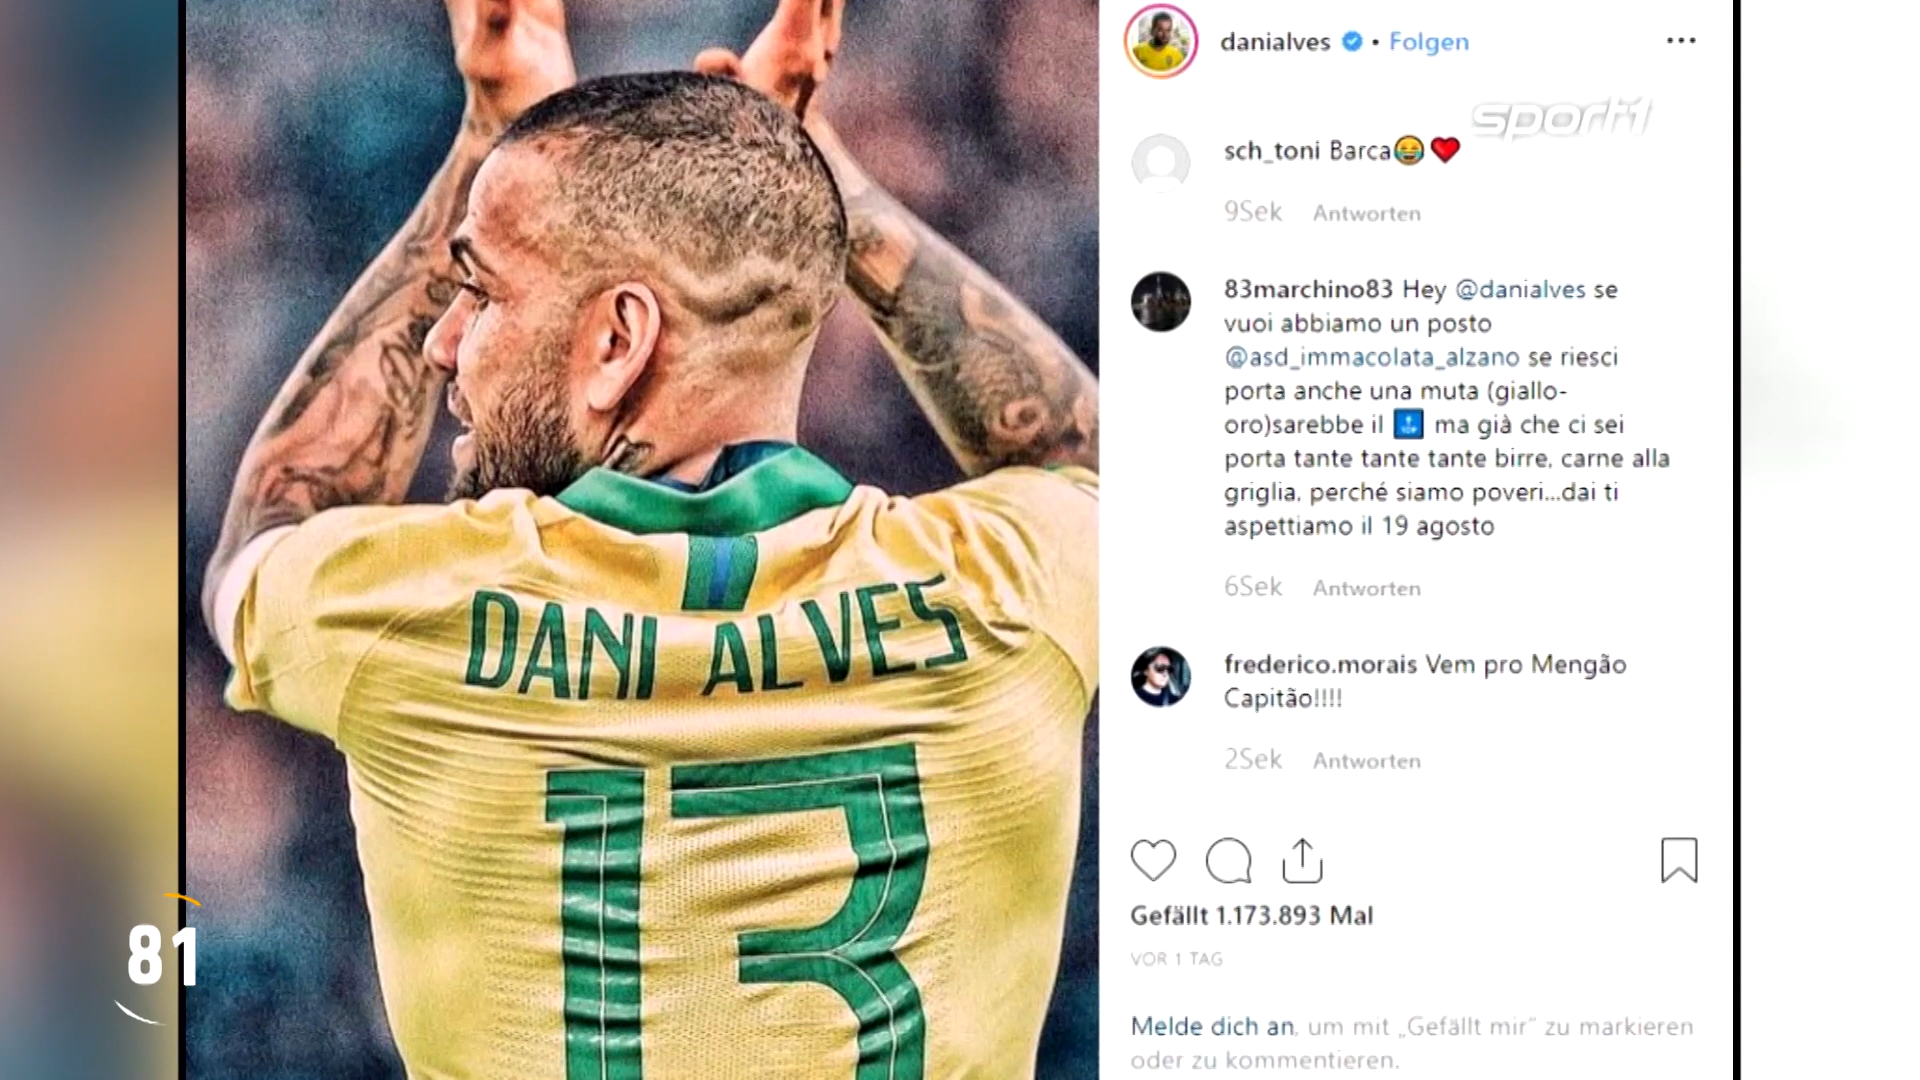 danialves • Folgen
sport1
sch_toni Barca😂❤️
9Sek Antworten
83marchino83 Hey @danialves se
vuoi abbiamo un posto
@asd_immacolata_alzano se riesci
porta anche una muta (giallo-
oro)sarebbe il 🔝 ma già che ci sei
porta tante tante tante birre, carne alla
griglia, perché siamo poveri...dai ti
aspettiamo il 19 agosto
6Sek Antworten
frederico.morais Vem pro Mengão
Capitão!!!!
2Sek Antworten
Gefällt 1.173.893 Mal
VOR 1 TAG
Melde dich an, um mit „Gefällt mir“ zu markieren
oder zu kommentieren.
DANI ALVES
13
81